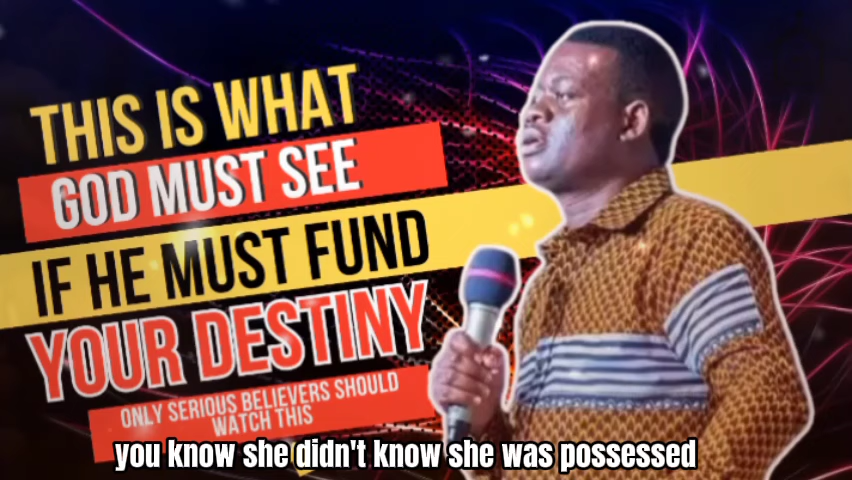 THIS IS WHAT
GOD MUST SEE
IF HE MUST FUND
YOUR DESTINY
ONLY SERIOUS BELIEVERS SHOULD
WATCH THIS
you know she didn't know she was possessed